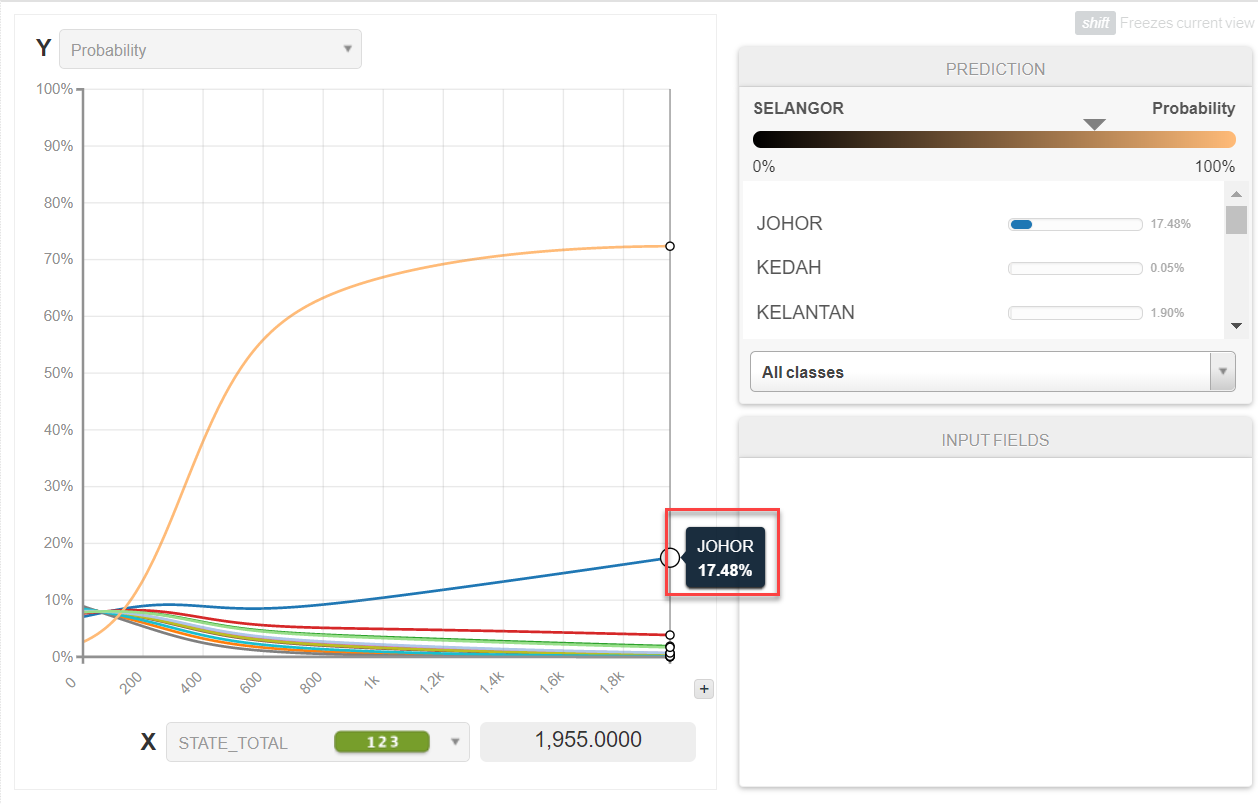 shift Freezes current view
Y Probability
100%
90%
80%
70%
60%
50%
40%
30%
20%
10%
0%
0 200 400 600 800 1k 1.2k 1.4k 1.6k 1.8k
+
JOHOR
17.48%
X STATE_TOTAL 123 1,955.0000
PREDICTION
SELANGOR Probability
0% 100%
JOHOR 17.48%
KEDAH 0.05%
KELANTAN 1.90%
All classes
INPUT FIELDS